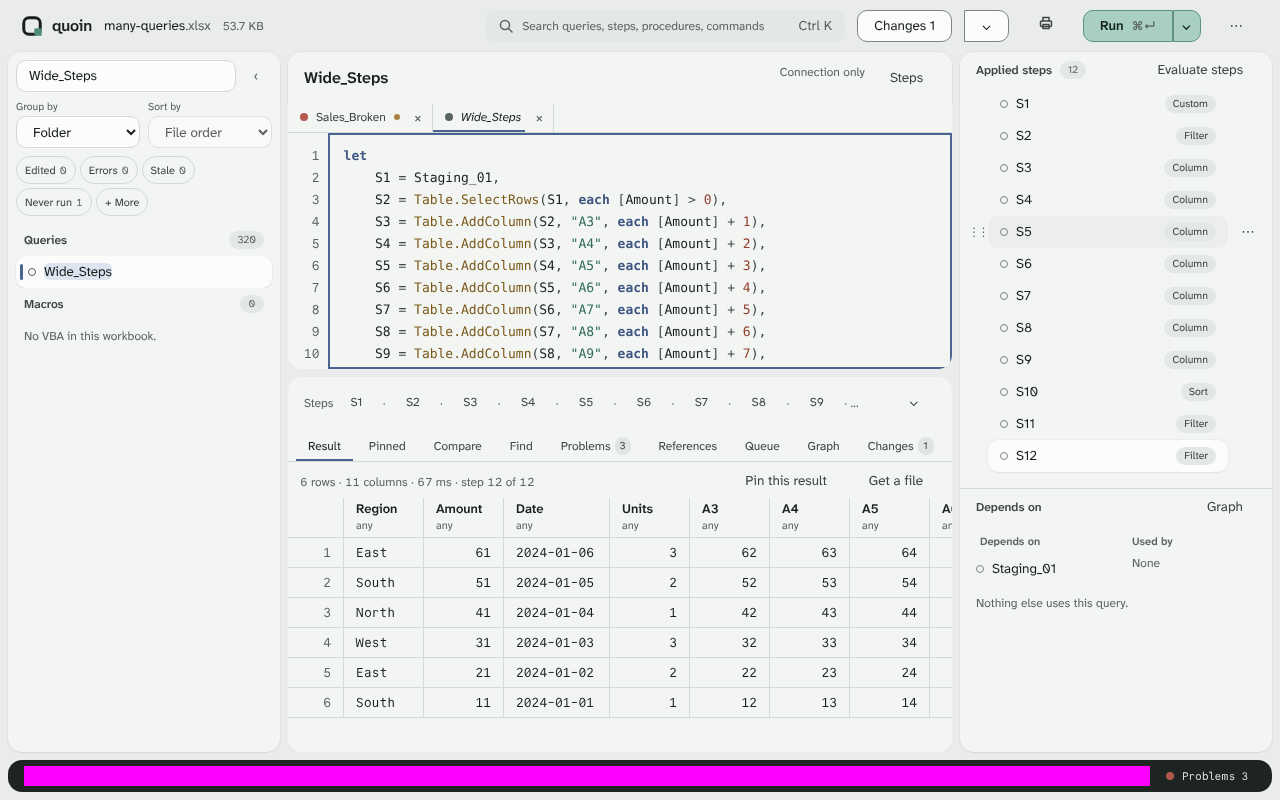 quoin many-queries.xlsx 53.7 KB Search queries, steps, procedures, commands Ctrl K Changes 1 Run ⌘↵ ...
Wide_Steps ‹
Group by Sort by
Folder File order
Edited 0 Errors 0 Stale 0
Never run 1 + More
Queries 320
Wide_Steps
Macros 0
No VBA in this workbook.
Wide_Steps Connection only Steps
Sales_Broken × Wide_Steps ×
1 let
2 S1 = Staging_01,
3 S2 = Table.SelectRows(S1, each [Amount] > 0),
4 S3 = Table.AddColumn(S2, "A3", each [Amount] + 1),
5 S4 = Table.AddColumn(S3, "A4", each [Amount] + 2),
6 S5 = Table.AddColumn(S4, "A5", each [Amount] + 3),
7 S6 = Table.AddColumn(S5, "A6", each [Amount] + 4),
8 S7 = Table.AddColumn(S6, "A7", each [Amount] + 5),
9 S8 = Table.AddColumn(S7, "A8", each [Amount] + 6),
10 S9 = Table.AddColumn(S8, "A9", each [Amount] + 7),
Steps S1 · S2 · S3 · S4 · S5 · S6 · S7 · S8 · S9 · ...
Result Pinned Compare Find Problems 3 References Queue Graph Changes 1
6 rows · 11 columns · 67 ms · step 12 of 12 Pin this result Get a file
Region Amount Date Units A3 A4 A5
any any any any any any any
1 East 61 2024-01-06 3 62 63 64
2 South 51 2024-01-05 2 52 53 54
3 North 41 2024-01-04 1 42 43 44
4 West 31 2024-01-03 3 32 33 34
5 East 21 2024-01-02 2 22 23 24
6 South 11 2024-01-01 1 12 13 14
Applied steps 12 Evaluate steps
S1 Custom
S2 Filter
S3 Column
S4 Column
S5 Column ...
S6 Column
S7 Column
S8 Column
S9 Column
S10 Sort
S11 Filter
S12 Filter
Depends on Graph
Depends on Used by
Staging_01 None
Nothing else uses this query.
Problems 3